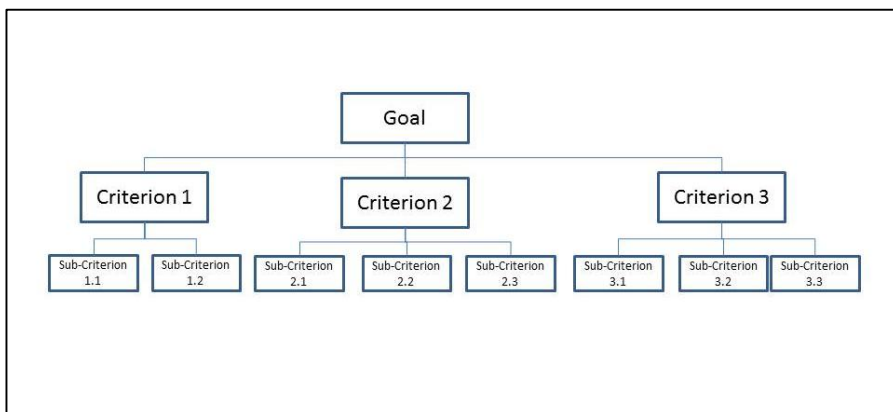 Goal
Criterion 1
Criterion 2
Criterion 3
Sub-Criterion
1.1
Sub-Criterion
1.2
Sub-Criterion
2.1
Sub-Criterion
2.2
Sub-Criterion
2.3
Sub-Criterion
3.1
Sub-Criterion
3.2
Sub-Criterion
3.3